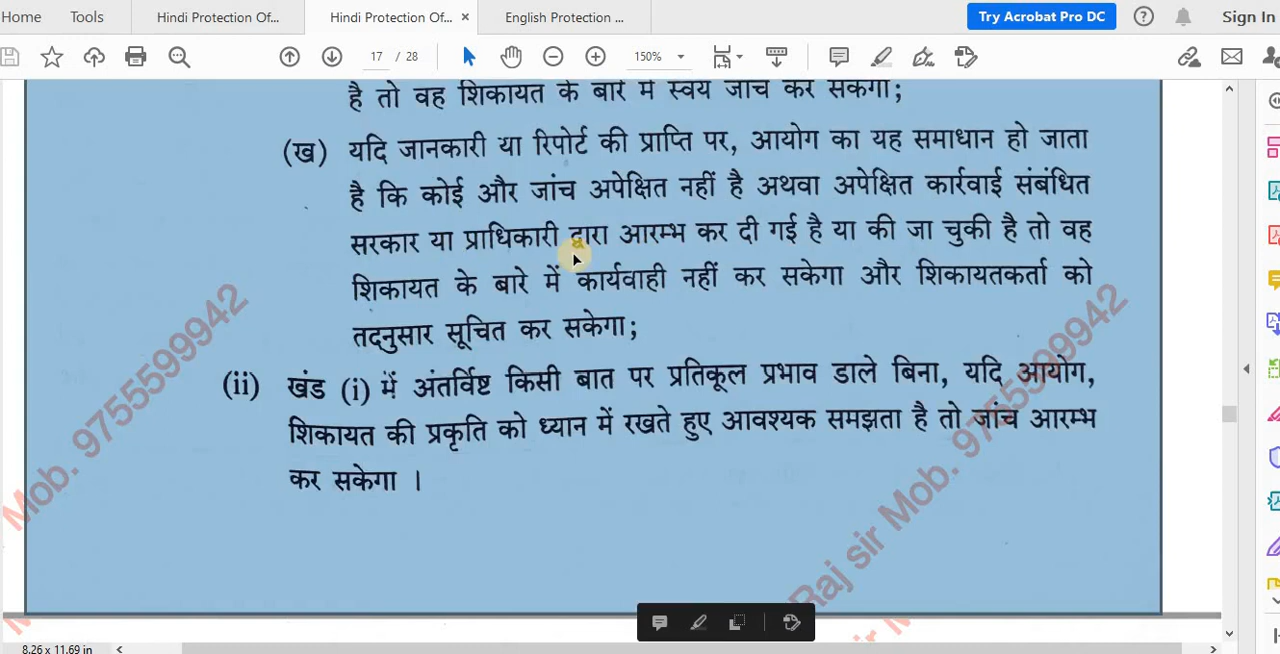 Home Tools Hindi Protection Of... Hindi Protection Of... × English Protection ... Try Acrobat Pro DC Sign In
17 / 28 150%
है तो वह शिकायत के बारे में स्वयं जांच कर सकेगा;
(ख) यदि जानकारी या रिपोर्ट की प्राप्ति पर, आयोग का यह समाधान हो जाता
है कि कोई और जांच अपेक्षित नहीं है अथवा अपेक्षित कार्रवाई संबंधित
सरकार या प्राधिकारी द्वारा आरम्भ कर दी गई है या की जा चुकी है तो वह
शिकायत के बारे में कार्यवाही नहीं कर सकेगा और शिकायतकर्ता को
तदनुसार सूचित कर सकेगा;
(ii) खंड (i) में अंतर्विष्ट किसी बात पर प्रतिकूल प्रभाव डाले बिना, यदि आयोग,
शिकायत की प्रकृति को ध्यान में रखते हुए आवश्यक समझता है तो जांच आरम्भ
कर सकेगा ।
Mob. 9755599942
Raj sir Mob. 9755599942
8.26 x 11.69 in